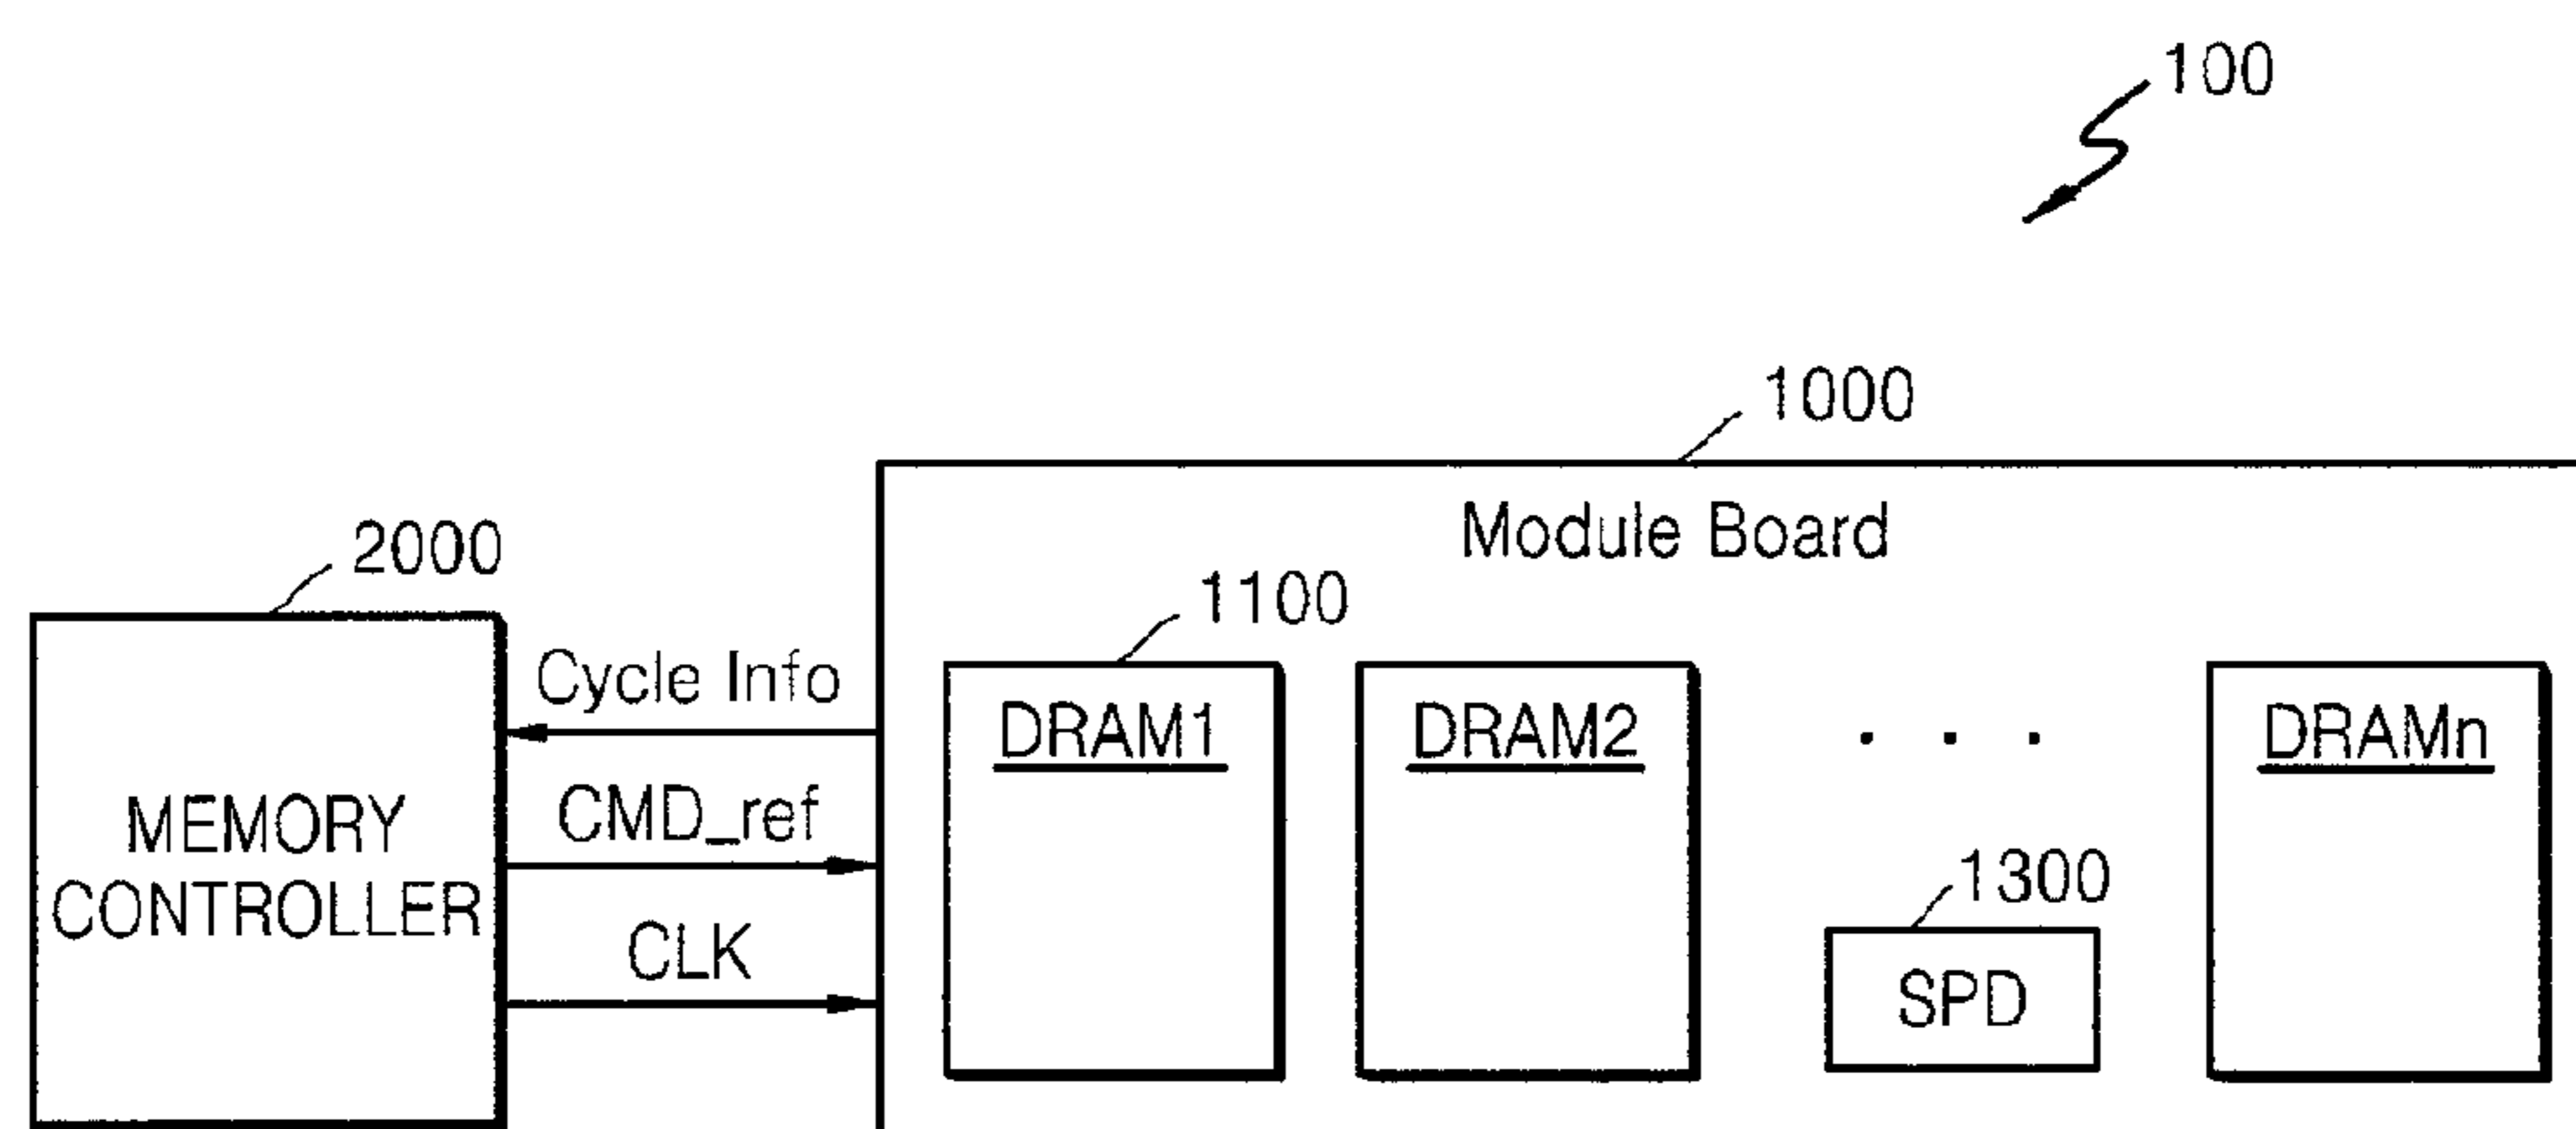 100
1000
Module Board
2000
1100
Cycle Info
DRAM1
DRAM2
. . .
DRAMn
CMD_ref
MEMORY
CONTROLLER
1300
CLK
SPD